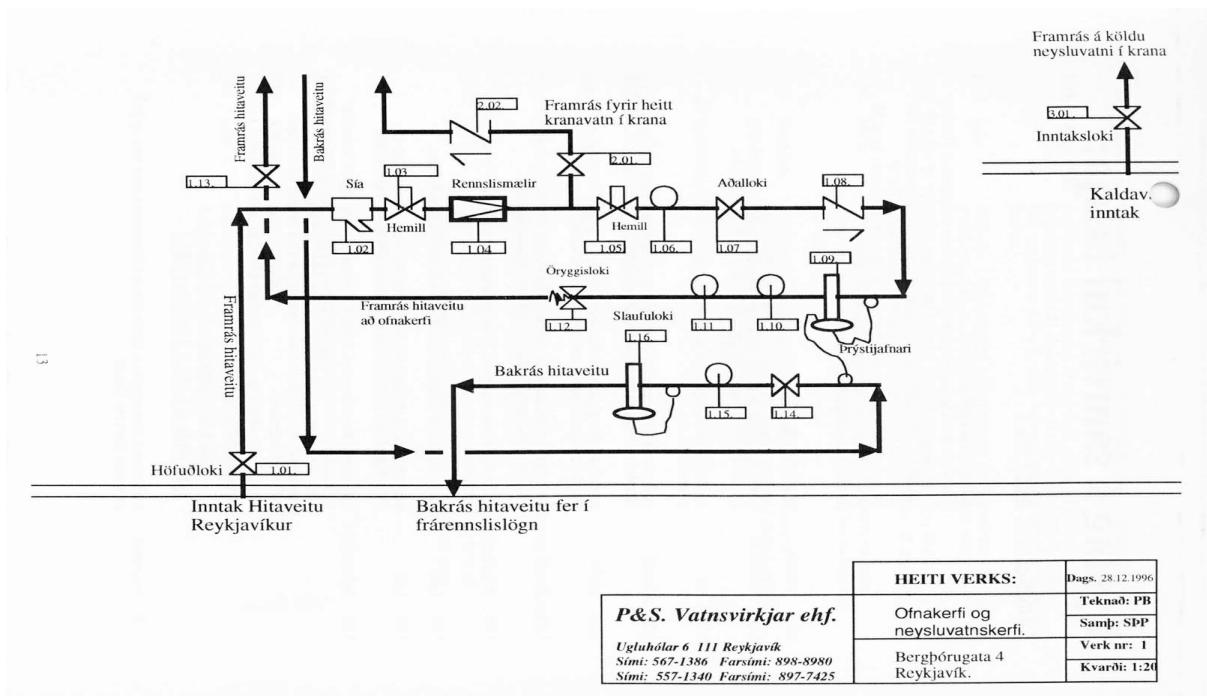 Framrás á köldu
neysluvatni í krana
3.01.
Inntaksloki
Kaldav.
inntak
Framrás hitaveitu
Bakrás hitaveitu
2.02.
Framrás fyrir heitt
kranavatn í krana
2.01.
1.13.
Sía
1.03
Rennslismælir
Aðalloki
1.08.
Hemill
Hemill
1.02
1.04
1.05
1.06.
1.07
1.09.
Öryggisloki
Framrás hitaveitu
að ofnakerfi
1.12.
1.11
1.10.
Slaufuloki
1.16.
Þrýstijafnari
Framrás hitaveitu
Bakrás hitaveitu
1.15.
1.14.
13
Höfuðloki
1.01.
Inntak Hitaveitu
Reykjavíkur
Bakrás hitaveitu fer í
frárennslislögn
P&S. Vatnsvirkjar ehf.
Ugluhólar 6 111 Reykjavík
Sími: 567-1386 Farsími: 898-8980
Sími: 557-1340 Farsími: 897-7425
HEITI VERKS:
Ofnakerfi og
neysluvatnskerfi.
Bergþórugata 4
Reykjavík.
Dags. 28.12.1996
Teknað: PB
Samþ: SÞP
Verk nr: 1
Kvarði: 1:20